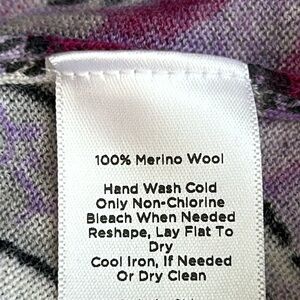 100% Merino Wool
Hand Wash Cold
Only Non-Chlorine
Bleach When Needed
Reshape, Lay Flat To
Dry
Cool Iron, If Needed
Or Dry Clean